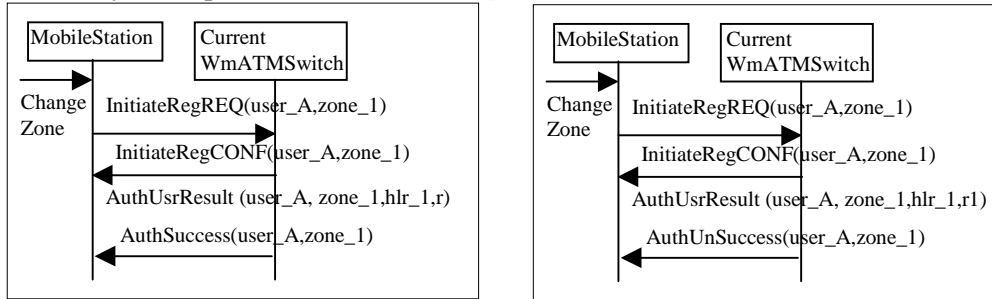 MobileStation
Current
WmATMSwitch
Change
Zone
InitiateRegREQ(user_A,zone_1)
InitiateRegCONF(user_A,zone_1)
AuthUsrResult (user_A, zone_1,hlr_1,r)
AuthSuccess(user_A,zone_1)
MobileStation
Current
WmATMSwitch
Change
Zone
InitiateRegREQ(user_A,zone_1)
InitiateRegCONF(user_A,zone_1)
AuthUsrResult (user_A, zone_1,hlr_1,r1)
AuthUnSuccess(user_A,zone_1)